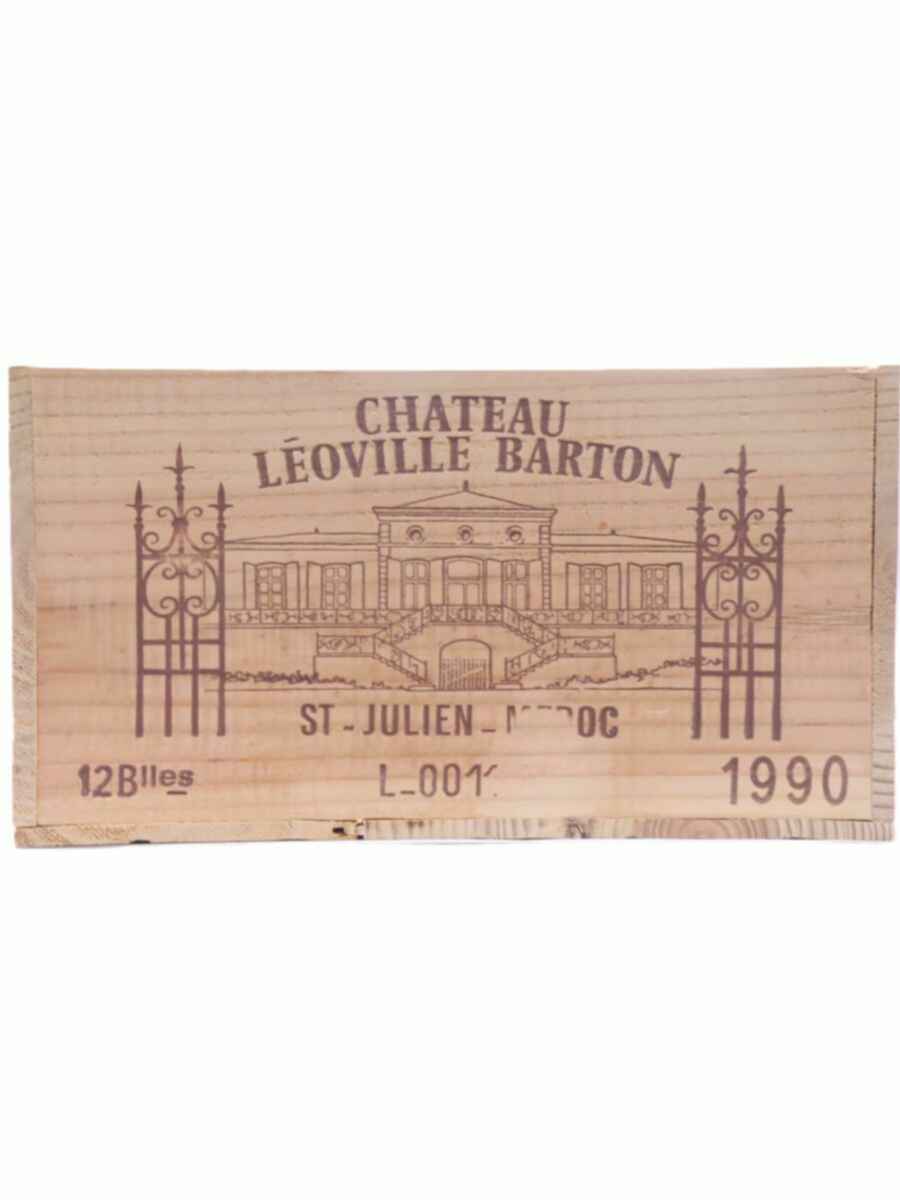 CHATEAU
LÉOVILLE BARTON
ST-JULIEN-
12Blles 1990